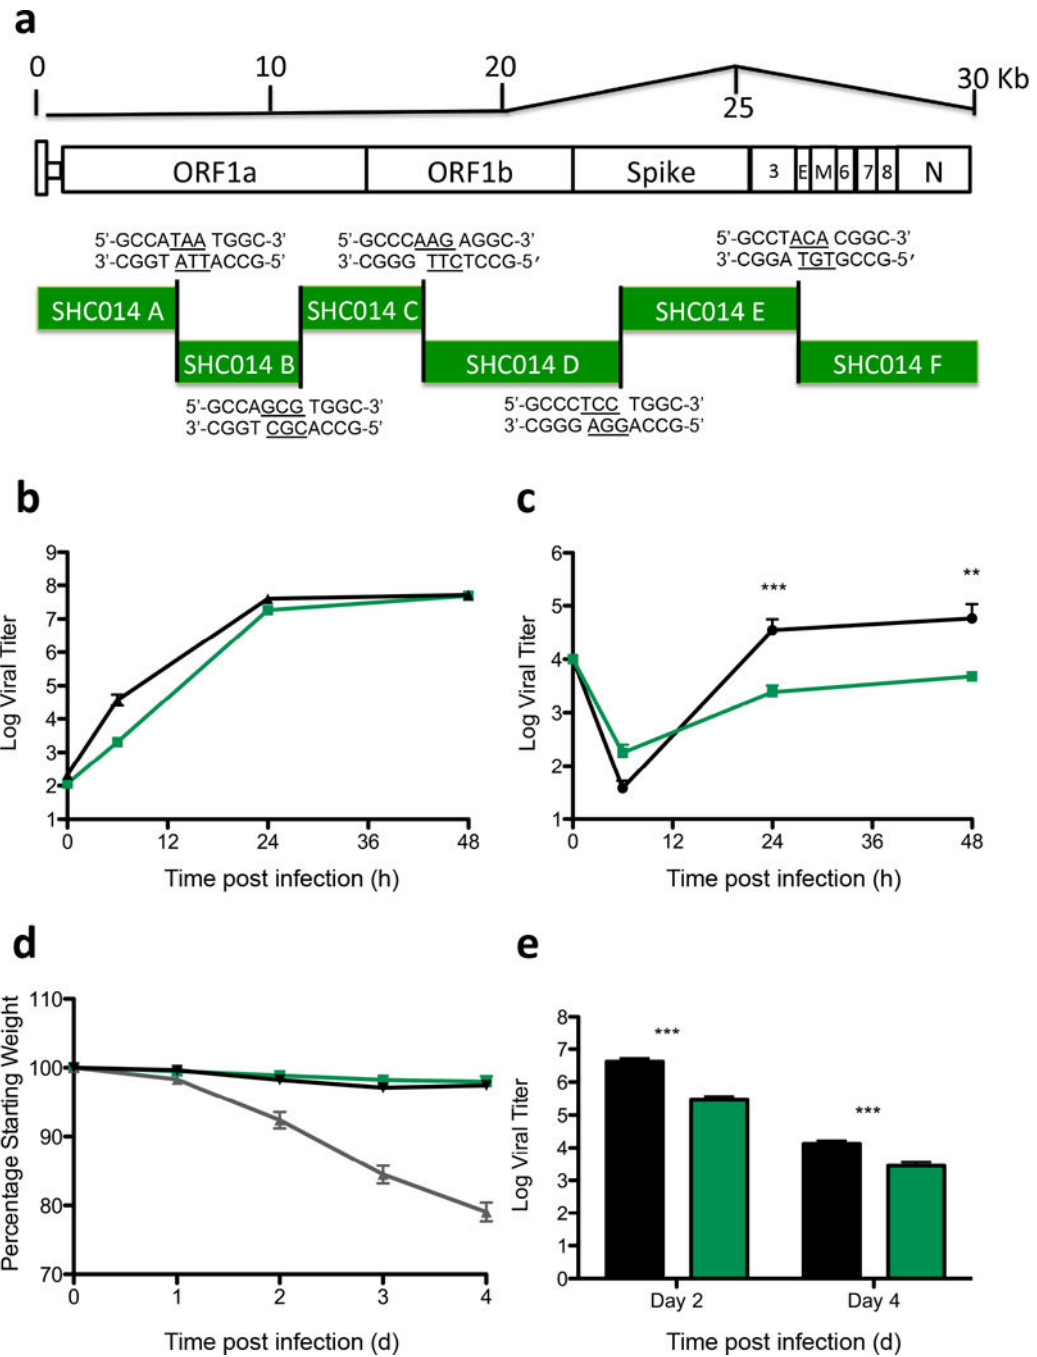 a
0 10 20 30 Kb
25
ORF1a ORF1b Spike 3 E M 6 7 8 N
5'-GCCATAA TGGC-3' 5'-GCCCAAG AGGC-3' 5'-GCCTACA CGGC-3'
3'-CGGT ATTACCG-5' 3'-CGGG TTCTCCG-5' 3'-CGGA TGTGCCG-5'
SHC014 A SHC014 C SHC014 E
SHC014 B SHC014 D SHC014 F
5'-GCCAGCG TGGC-3' 5'-GCCCTCC TGGC-3'
3'-CGGT CGCACCG-5' 3'-CGGG AGGACCG-5'
b
9
8
7
6
5
4
3
2
1
Log Viral Titer
0 12 24 36 48
Time post infection (h)
c
6
5
4
3
2
1
Log Viral Titer
*** **
0 12 24 36 48
Time post infection (h)
d
110
100
90
80
70
Percentage Starting Weight
0 1 2 3 4
Time post infection (d)
e
8
7
6
5
4
3
2
1
0
Log Viral Titer
***
***
Day 2 Day 4
Time post infection (d)